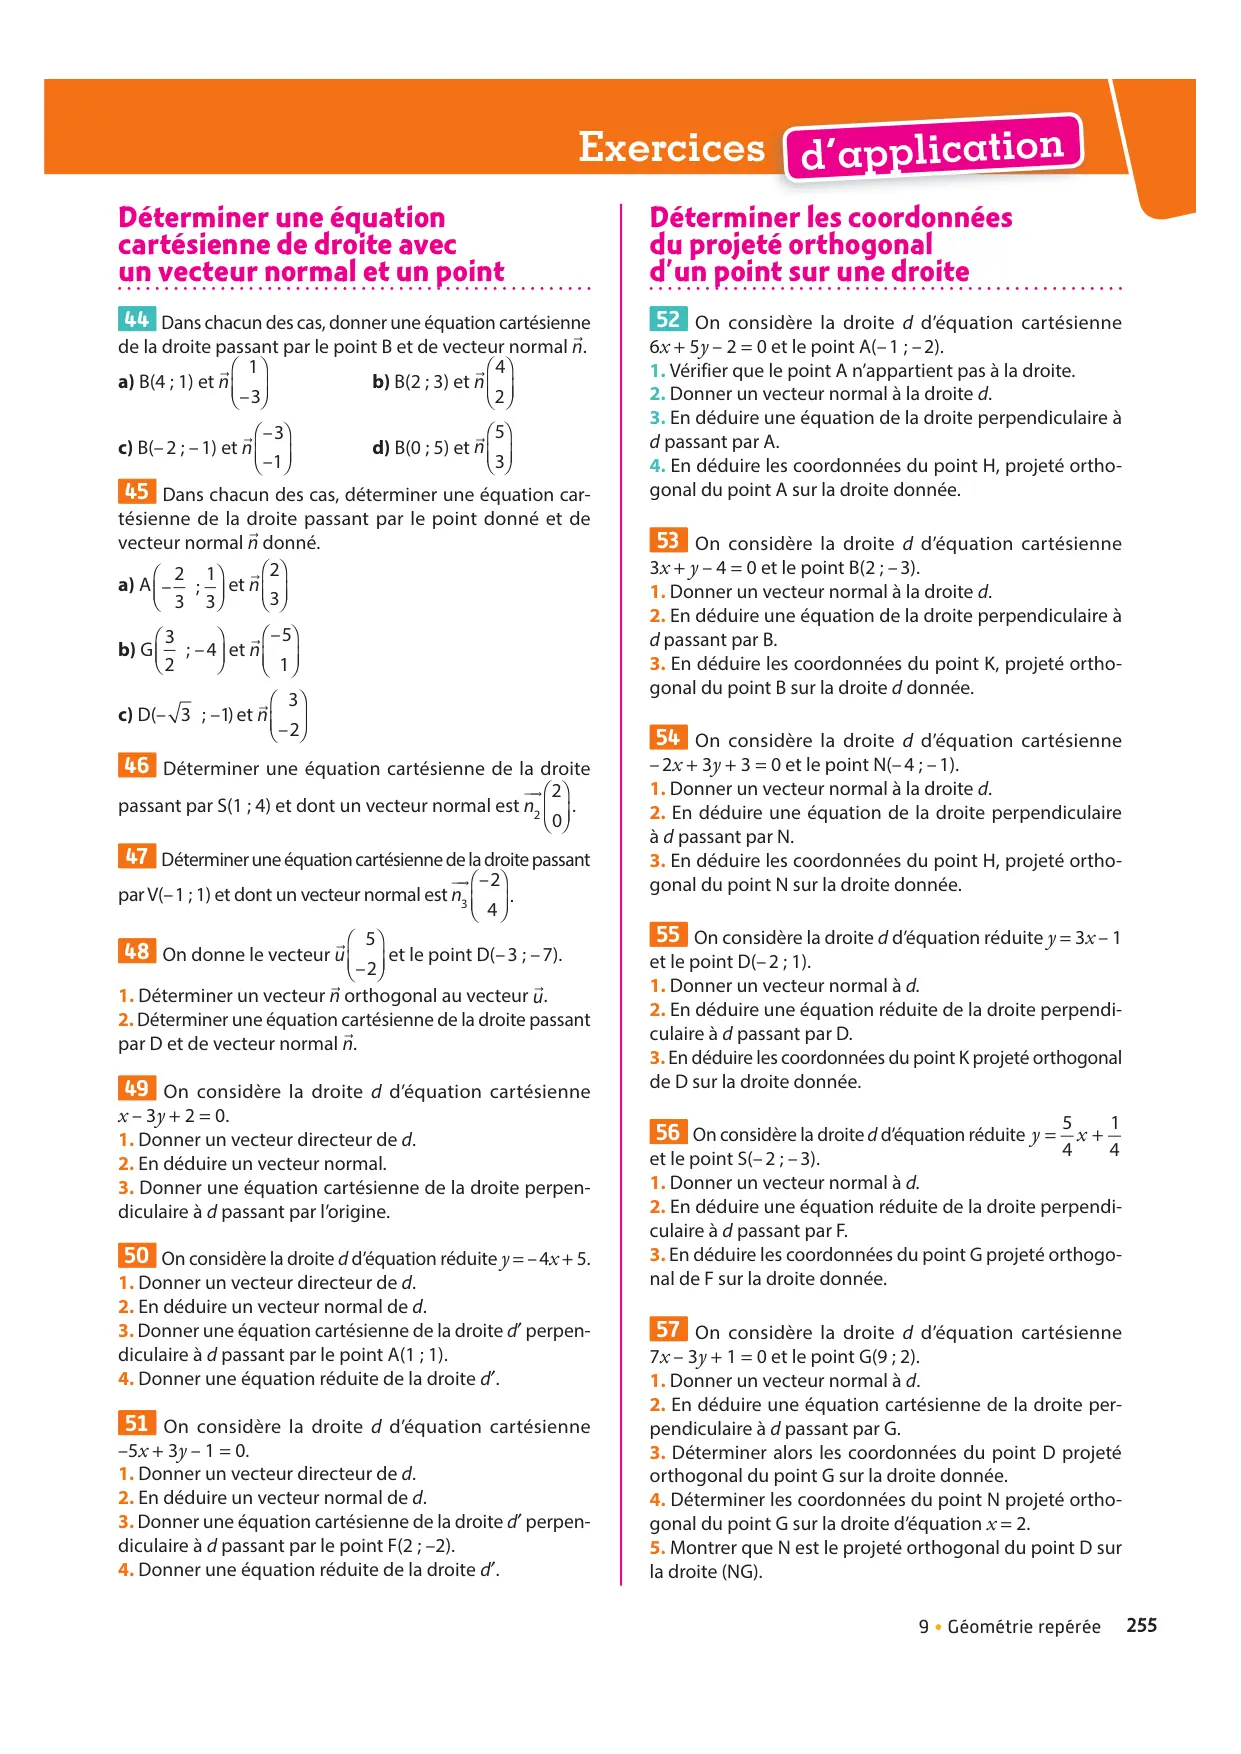 Exercices d'application
Déterminer une équation
cartésienne de droite avec
un vecteur normal et un point
44 Dans chacun des cas, donner une équation cartésienne
de la droite passant par le point B et de vecteur normal n⃗.
a) B(4 ; 1) et n⃗(1 ; –3) b) B(2 ; 3) et n⃗(4 ; 2)
c) B(– 2 ; – 1) et n⃗(–3 ; –1) d) B(0 ; 5) et n⃗(5 ; 3)
45 Dans chacun des cas, déterminer une équation car-
tésienne de la droite passant par le point donné et de
vecteur normal n⃗ donné.
a) A(–2/3 ; 1/3) et n⃗(2 ; 3)
b) G(3/2 ; –4) et n⃗(–5 ; 1)
c) D(–√3 ; –1) et n⃗(3 ; –2)
46 Déterminer une équation cartésienne de la droite
passant par S(1 ; 4) et dont un vecteur normal est n₂⃗(2 ; 0).
47 Déterminer une équation cartésienne de la droite passant
par V(– 1 ; 1) et dont un vecteur normal est n₃⃗(–2 ; 4).
48 On donne le vecteur u⃗(5 ; –2) et le point D(– 3 ; – 7).
1. Déterminer un vecteur n⃗ orthogonal au vecteur u⃗.
2. Déterminer une équation cartésienne de la droite passant
par D et de vecteur normal n⃗.
49 On considère la droite d d'équation cartésienne
x – 3y + 2 = 0.
1. Donner un vecteur directeur de d.
2. En déduire un vecteur normal.
3. Donner une équation cartésienne de la droite perpen-
diculaire à d passant par l'origine.
50 On considère la droite d d'équation réduite y = – 4x + 5.
1. Donner un vecteur directeur de d.
2. En déduire un vecteur normal de d.
3. Donner une équation cartésienne de la droite d′ perpen-
diculaire à d passant par le point A(1 ; 1).
4. Donner une équation réduite de la droite d′.
51 On considère la droite d d'équation cartésienne
–5x + 3y – 1 = 0.
1. Donner un vecteur directeur de d.
2. En déduire un vecteur normal de d.
3. Donner une équation cartésienne de la droite d′ perpen-
diculaire à d passant par le point F(2 ; –2).
4. Donner une équation réduite de la droite d′.
Déterminer les coordonnées
du projeté orthogonal
d'un point sur une droite
52 On considère la droite d d'équation cartésienne
6x + 5y – 2 = 0 et le point A(– 1 ; – 2).
1. Vérifier que le point A n'appartient pas à la droite.
2. Donner un vecteur normal à la droite d.
3. En déduire une équation de la droite perpendiculaire à
d passant par A.
4. En déduire les coordonnées du point H, projeté ortho-
gonal du point A sur la droite donnée.
53 On considère la droite d d'équation cartésienne
3x + y – 4 = 0 et le point B(2 ; – 3).
1. Donner un vecteur normal à la droite d.
2. En déduire une équation de la droite perpendiculaire à
d passant par B.
3. En déduire les coordonnées du point K, projeté ortho-
gonal du point B sur la droite d donnée.
54 On considère la droite d d'équation cartésienne
– 2x + 3y + 3 = 0 et le point N(– 4 ; – 1).
1. Donner un vecteur normal à la droite d.
2. En déduire une équation de la droite perpendiculaire
à d passant par N.
3. En déduire les coordonnées du point H, projeté ortho-
gonal du point N sur la droite donnée.
55 On considère la droite d d'équation réduite y = 3x – 1
et le point D(– 2 ; 1).
1. Donner un vecteur normal à d.
2. En déduire une équation réduite de la droite perpendi-
culaire à d passant par D.
3. En déduire les coordonnées du point K projeté orthogonal
de D sur la droite donnée.
56 On considère la droite d d'équation réduite y = 5/4 x + 1/4
et le point S(– 2 ; – 3).
1. Donner un vecteur normal à d.
2. En déduire une équation réduite de la droite perpendi-
culaire à d passant par F.
3. En déduire les coordonnées du point G projeté orthogo-
nal de F sur la droite donnée.
57 On considère la droite d d'équation cartésienne
7x – 3y + 1 = 0 et le point G(9 ; 2).
1. Donner un vecteur normal à d.
2. En déduire une équation cartésienne de la droite per-
pendiculaire à d passant par G.
3. Déterminer alors les coordonnées du point D projeté
orthogonal du point G sur la droite donnée.
4. Déterminer les coordonnées du point N projeté ortho-
gonal du point G sur la droite d'équation x = 2.
5. Montrer que N est le projeté orthogonal du point D sur
la droite (NG).
9 • Géométrie repérée 255